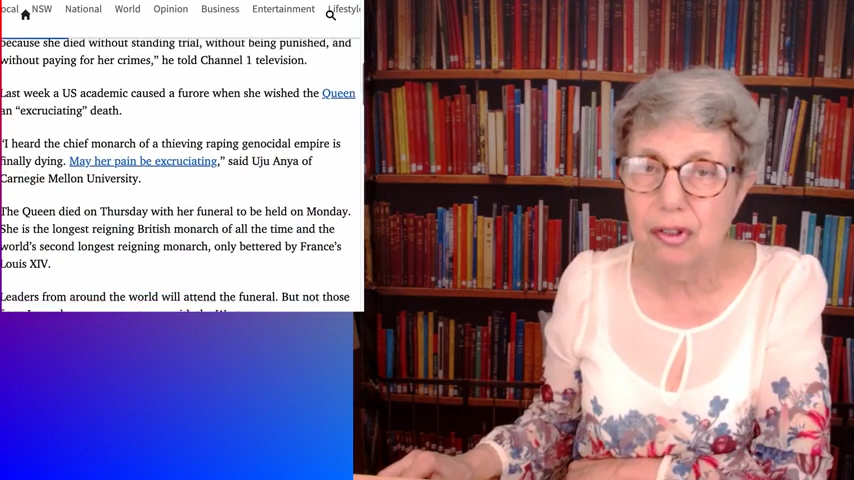 ocal NSW National World Opinion Business Entertainment Lifestyle
because she died without standing trial, without being punished, and
without paying for her crimes,” he told Channel 1 television.
Last week a US academic caused a furore when she wished the Queen
an “excruciating” death.
“I heard the chief monarch of a thieving raping genocidal empire is
finally dying. May her pain be excruciating,” said Uju Anya of
Carnegie Mellon University.
The Queen died on Thursday with her funeral to be held on Monday.
She is the longest reigning British monarch of all the time and the
world’s second longest reigning monarch, only bettered by France’s
Louis XIV.
Leaders from around the world will attend the funeral. But not those